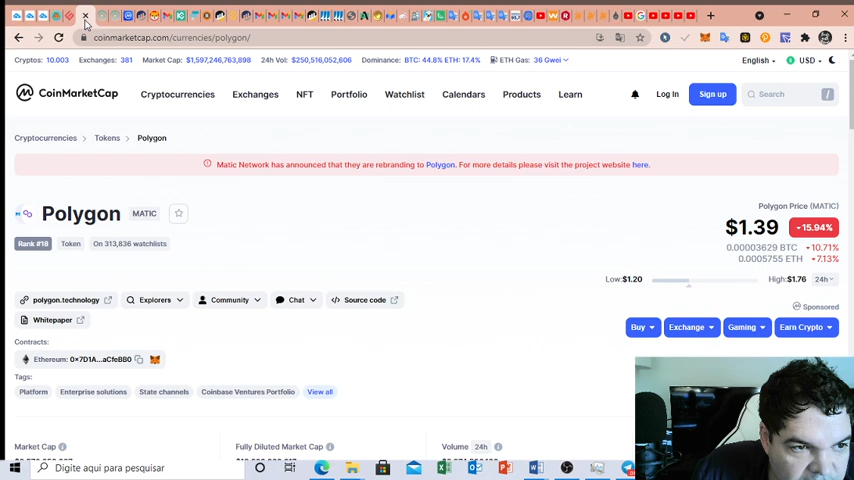 coinmarketcap.com/currencies/polygon/
Cryptos: 10.003 Exchanges: 381 Market Cap: $1,597,246,763,898 24h Vol: $250,516,052,606 Dominance: BTC: 44.8% ETH: 17.4% ETH Gas: 36 Gwei English USD
CoinMarketCap Cryptocurrencies Exchanges NFT Portfolio Watchlist Calendars Products Learn Log In Sign up Search /
Cryptocurrencies Tokens Polygon
Matic Network has announced that they are rebranding to Polygon. For more details please visit the project website here.
Polygon Price (MATIC)
Polygon MATIC
$1.39 15.94%
0.00003629 BTC 10.71%
Rank #18 Token On 313,836 watchlists
0.0005755 ETH 7.13%
Low:$1.20 High:$1.76 24h
polygon.technology Explorers Community Chat Source code
Sponsored
Whitepaper
Buy Exchange Gaming Earn Crypto
Contracts:
Ethereum: 0x7D1A...aCfeBB0
Tags:
Platform Enterprise solutions State channels Coinbase Ventures Portfolio View all
Market Cap Fully Diluted Market Cap Volume 24h
Digite aqui para pesquisar